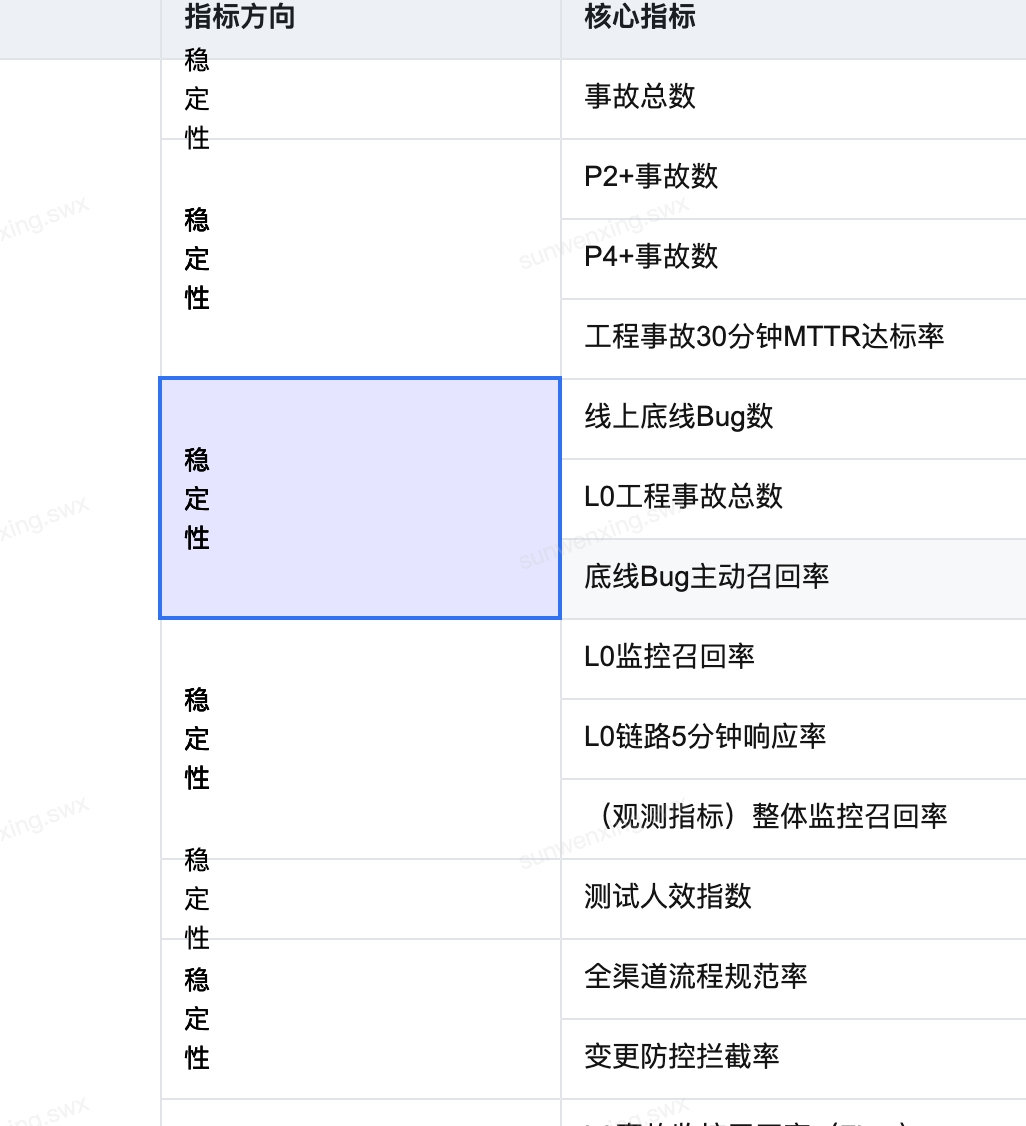 指标方向
核心指标
稳
定
性
事故总数
稳
定
性
P2+事故数
P4+事故数
工程事故30分钟MTTR达标率
稳
定
性
线上底线Bug数
L0工程事故总数
底线Bug主动召回率
稳
定
性
L0监控召回率
L0链路5分钟响应率
（观测指标）整体监控召回率
稳
定
性
测试人效指数
稳
定
性
全渠道流程规范率
变更防控拦截率
xing.swx
sunwenxing.swx
xing.swx
sunwenxing.swx
xing.swx
sunwenxing.swx
xing.swx